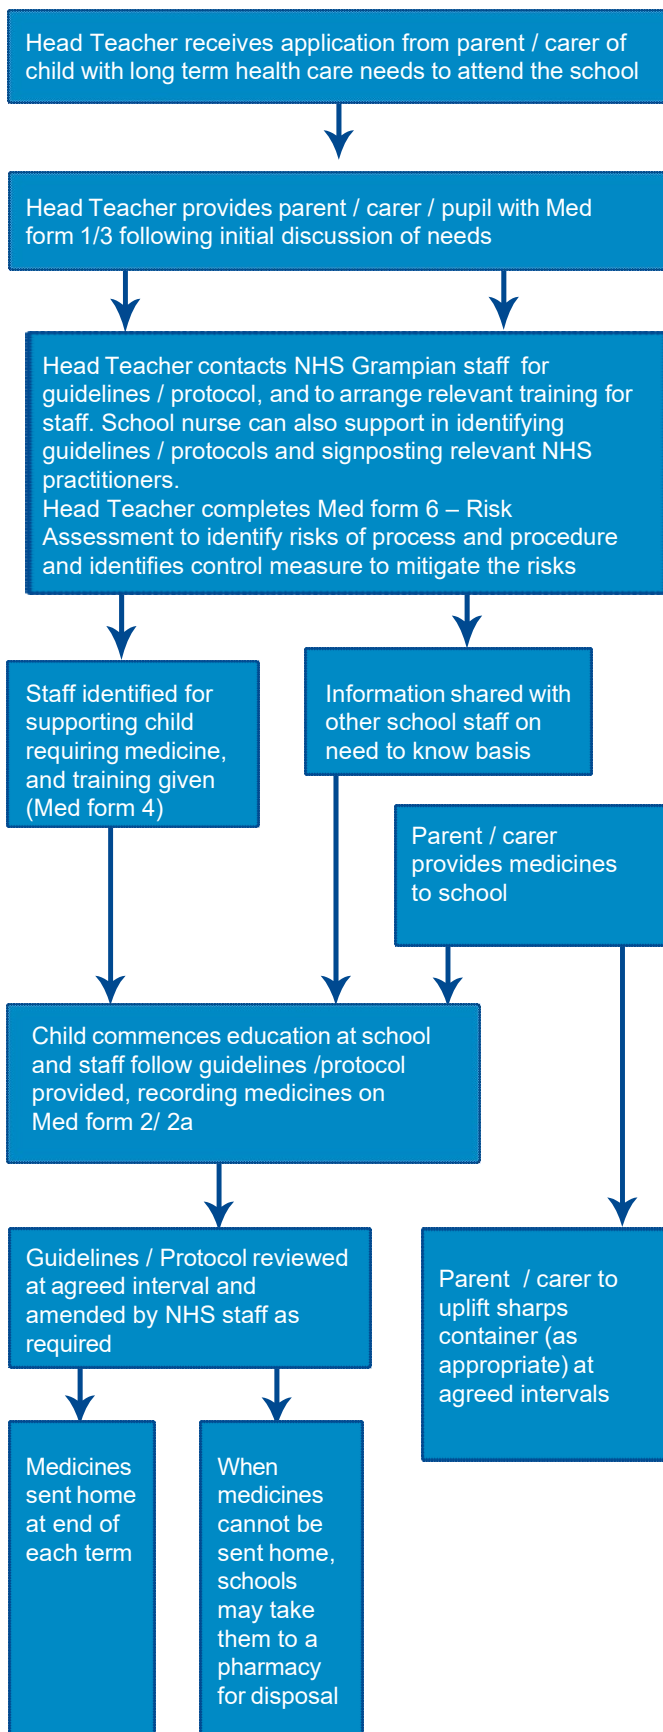 Head Teacher receives application from parent / carer of
child with long term health care needs to attend the school
Head Teacher provides parent / carer / pupil with Med
form 1/3 following initial discussion of needs
Head Teacher contacts NHS Grampian staff for
guidelines / protocol, and to arrange relevant training for
staff. School nurse can also support in identifying
guidelines / protocols and signposting relevant NHS
practitioners.
Head Teacher completes Med form 6 – Risk
Assessment to identify risks of process and procedure
and identifies control measure to mitigate the risks
Staff identified for
supporting child
requiring medicine,
and training given
(Med form 4)
Information shared with
other school staff on
need to know basis
Parent / carer
provides medicines
to school
Child commences education at school
and staff follow guidelines /protocol
provided, recording medicines on
Med form 2/ 2a
Guidelines / Protocol reviewed
at agreed interval and
amended by NHS staff as
required
Parent / carer to
uplift sharps
container (as
appropriate) at
agreed intervals
Medicines
sent home
at end of
each term
When
medicines
cannot be
sent home,
schools
may take
them to a
pharmacy
for disposal